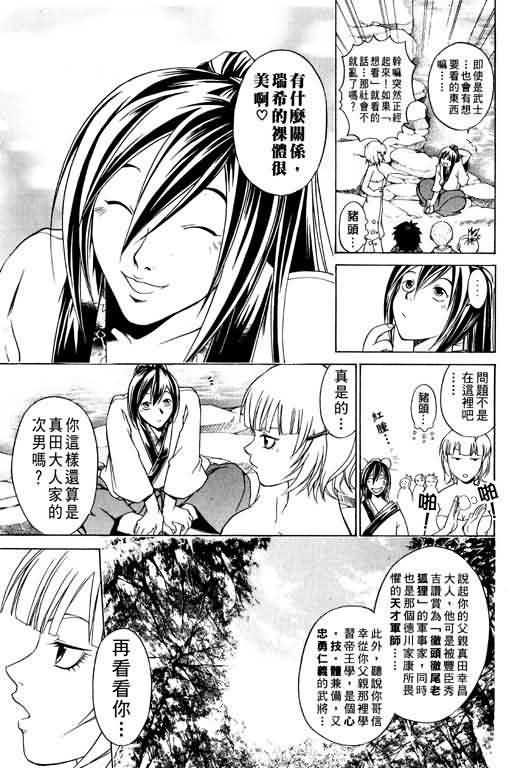 即使是武士
…也會有想
要看的東西
嘛……
幹嘛突然正經
起來！如果「
想看」就看的
話…那社會不
就亂了嗎？
豬頭。
有什麼關係，
瑞希的裸體很
美啊♡
……
問題不是
在這裡吧
豬頭。
紅腫…
啪！
啪！
真是
的…
你這樣還算是
真田大人家的
次男嗎？
說起你的父親真田幸昌
大人，他可是被豐臣秀
吉讚賞為「徹頭徹尾老
狐狸」的軍事家，同時
也是那個德川家康所畏
懼的天才軍師……
此外，聽說你哥信
幸從你父親那裡學
習帝王學，是個心
。技。體兼備，又
忠勇仁義的武將…
再看看你…